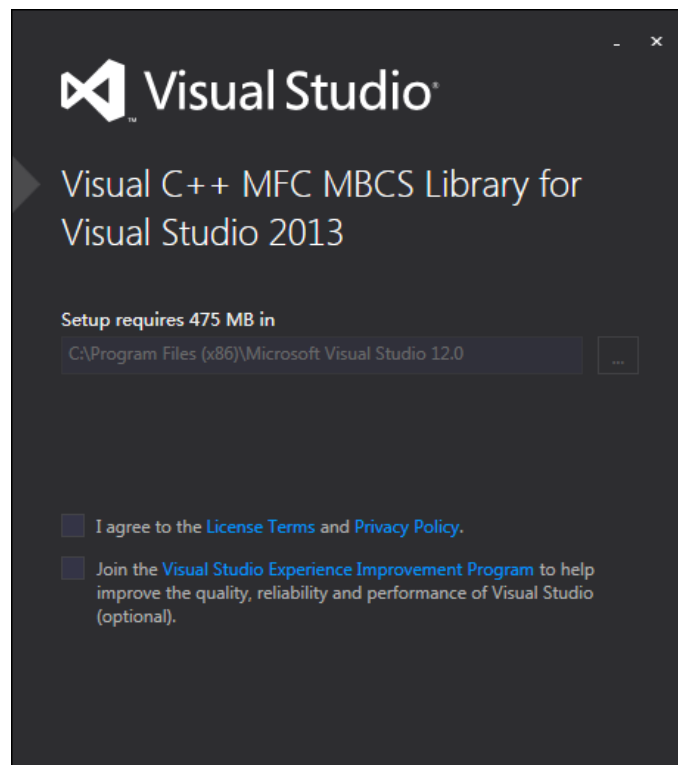 Visual Studio®
™
Visual C++ MFC MBCS Library for
Visual Studio 2013
Setup requires 475 MB in
C:\Program Files (x86)\Microsoft Visual Studio 12.0
...
I agree to the License Terms and Privacy Policy.
Join the Visual Studio Experience Improvement Program to help
improve the quality, reliability and performance of Visual Studio
(optional).